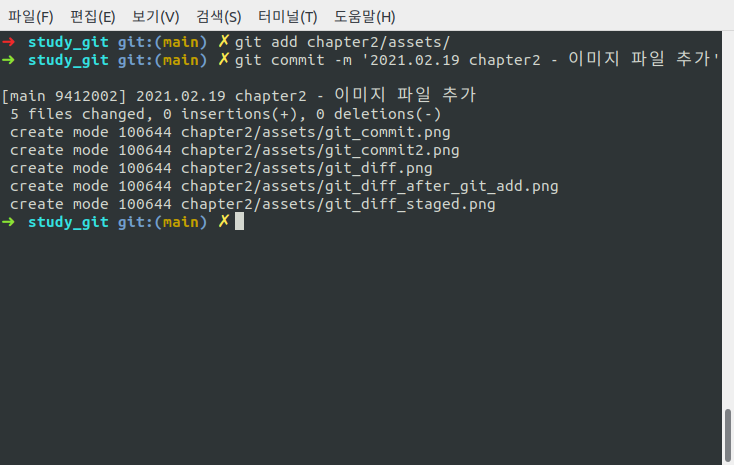 파일(F) 편집(E) 보기(V) 검색(S) 터미널(T) 도움말(H)
➜ study_git git:(main) ✗ git add chapter2/assets/
➜ study_git git:(main) ✗ git commit -m '2021.02.19 chapter2 - 이미지 파일 추가'
[main 9412002] 2021.02.19 chapter2 - 이미지 파일 추가
5 files changed, 0 insertions(+), 0 deletions(-)
create mode 100644 chapter2/assets/git_commit.png
create mode 100644 chapter2/assets/git_commit2.png
create mode 100644 chapter2/assets/git_diff.png
create mode 100644 chapter2/assets/git_diff_after_git_add.png
create mode 100644 chapter2/assets/git_diff_staged.png
➜ study_git git:(main) ✗